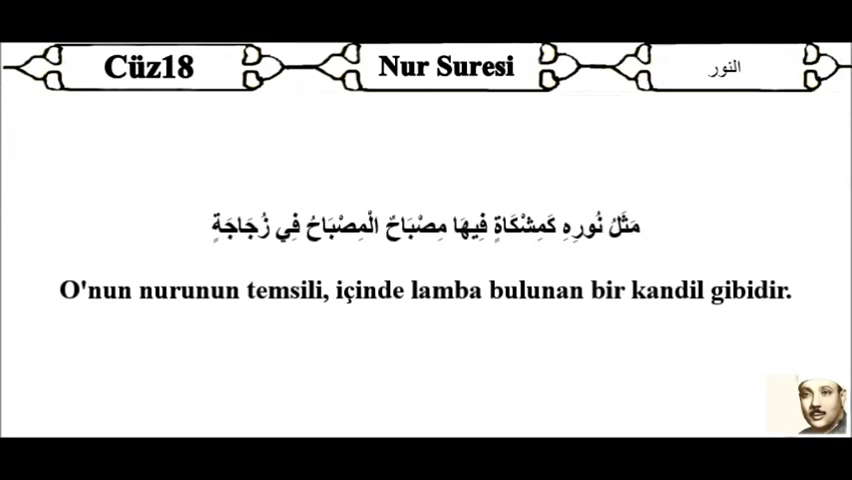 Cüz18
Nur Suresi
النور
مَثَلُ نُورِهِ كَمِشْكَاةٍ فِيهَا مِصْبَاحٌ الْمِصْبَاحُ فِي زُجَاجَةٍ
O'nun nurunun temsili, içinde lamba bulunan bir kandil gibidir.